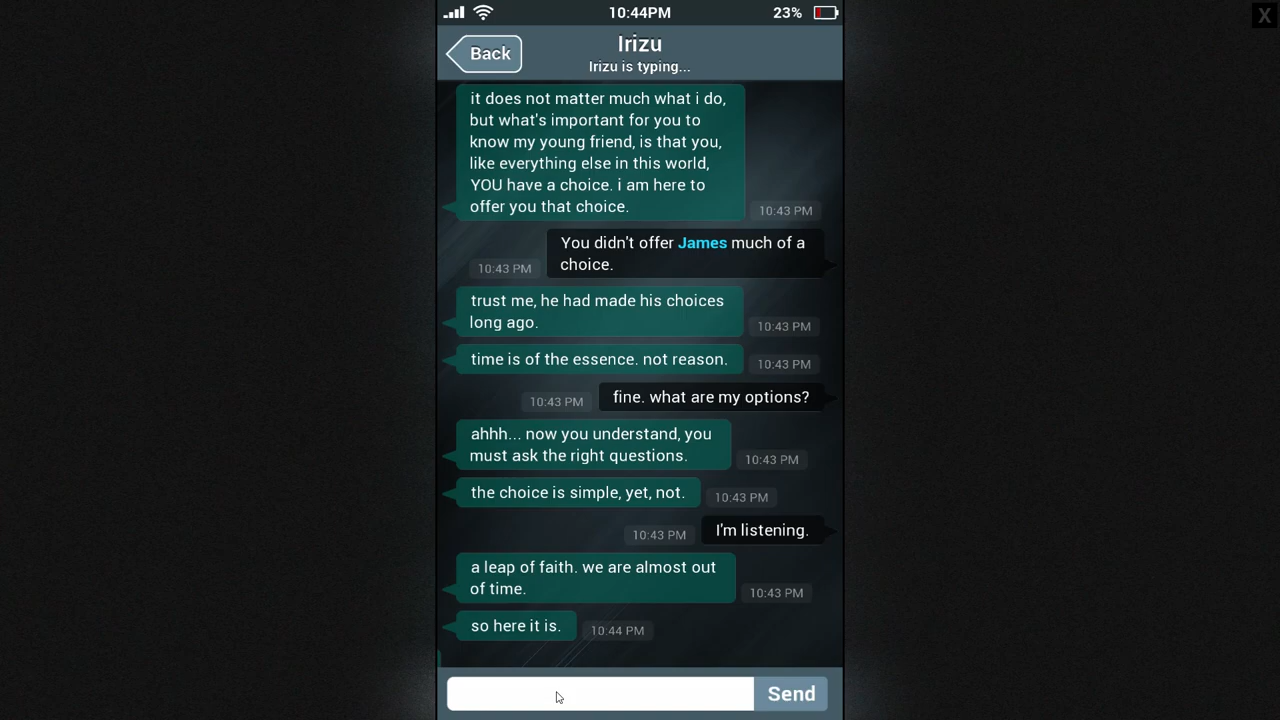 10:44PM
23%
X
Back
Irizu
Irizu is typing...
it does not matter much what i do,
but what's important for you to
know my young friend, is that you,
like everything else in this world,
YOU have a choice. i am here to
offer you that choice.
10:43 PM
You didn't offer James much of a
choice.
10:43 PM
trust me, he had made his choices
long ago.
10:43 PM
time is of the essence. not reason.
10:43 PM
fine. what are my options?
10:43 PM
ahhh... now you understand, you
must ask the right questions.
10:43 PM
the choice is simple, yet, not.
10:43 PM
I'm listening.
10:43 PM
a leap of faith. we are almost out
of time.
10:43 PM
so here it is.
10:44 PM
Send